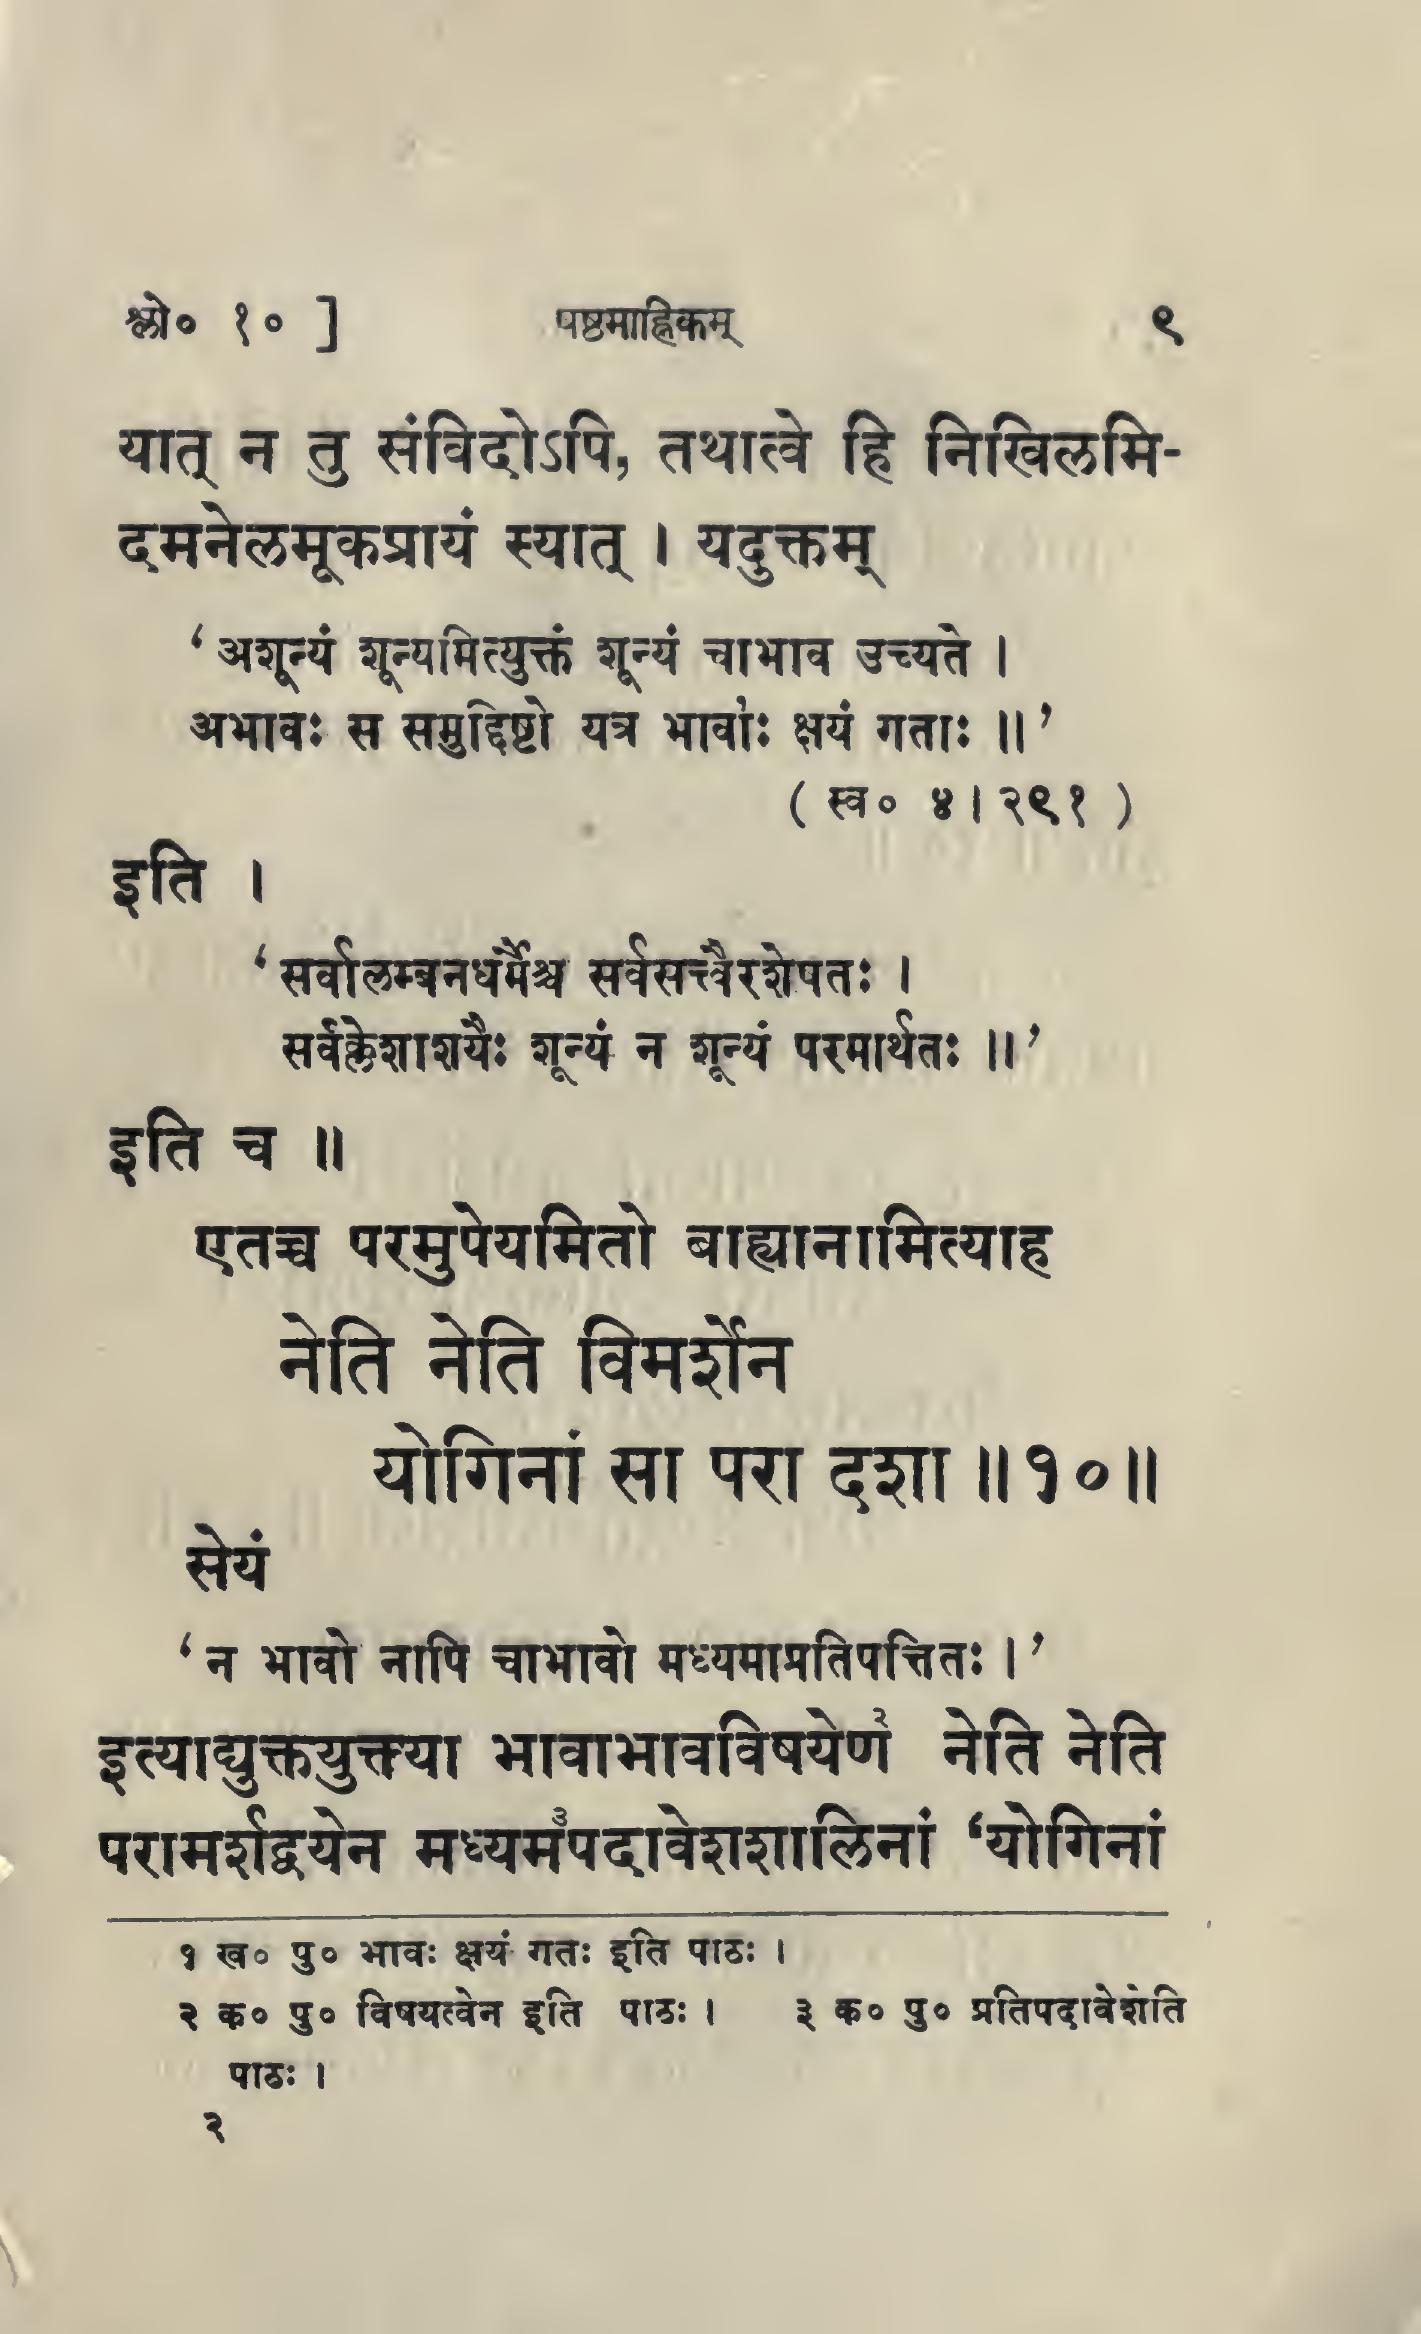 श्लो० १० ] षष्ठमाह्निकम् ९
यात् न तु संविदोऽपि, तथात्वे हि निखिलमि-
दमनेलमूकप्रायं स्यात् । यदुक्तम्
‘अशून्यं शून्यमित्युक्तं शून्यं चाभाव उच्यते ।
अभावः स समुद्दिष्टो यत्र भावा१ः क्षयं गताः ॥’
( स्व० ४।२९१ )
इति ।
‘सर्वालम्बनधर्मैश्च सर्वसत्त्वैरशेषतः ।
सर्वक्लेशाशयैः शून्यं न शून्यं परमार्थतः ॥’
इति च ॥
एतच्च परमुपेयमितो बाह्यानामित्याह
नेति नेति विमर्शेन
योगिनां सा परा दशा ॥१०॥
सेयं
‘न भावो नापि चाभावो मध्यमाप्रतिपत्तितः ।’
इत्याद्युक्तयुक्त्या भावाभावविषयेण२ नेति नेति
परामर्शद्वयेन मध्यम३पदावेशशालिनां ‘योगिनां
१ ख० पु० भावः क्षयं गतः इति पाठः ।
२ क० पु० विषयत्वेन इति पाठः । ३ क० पु० प्रतिपदावेशेति
पाठः ।
२